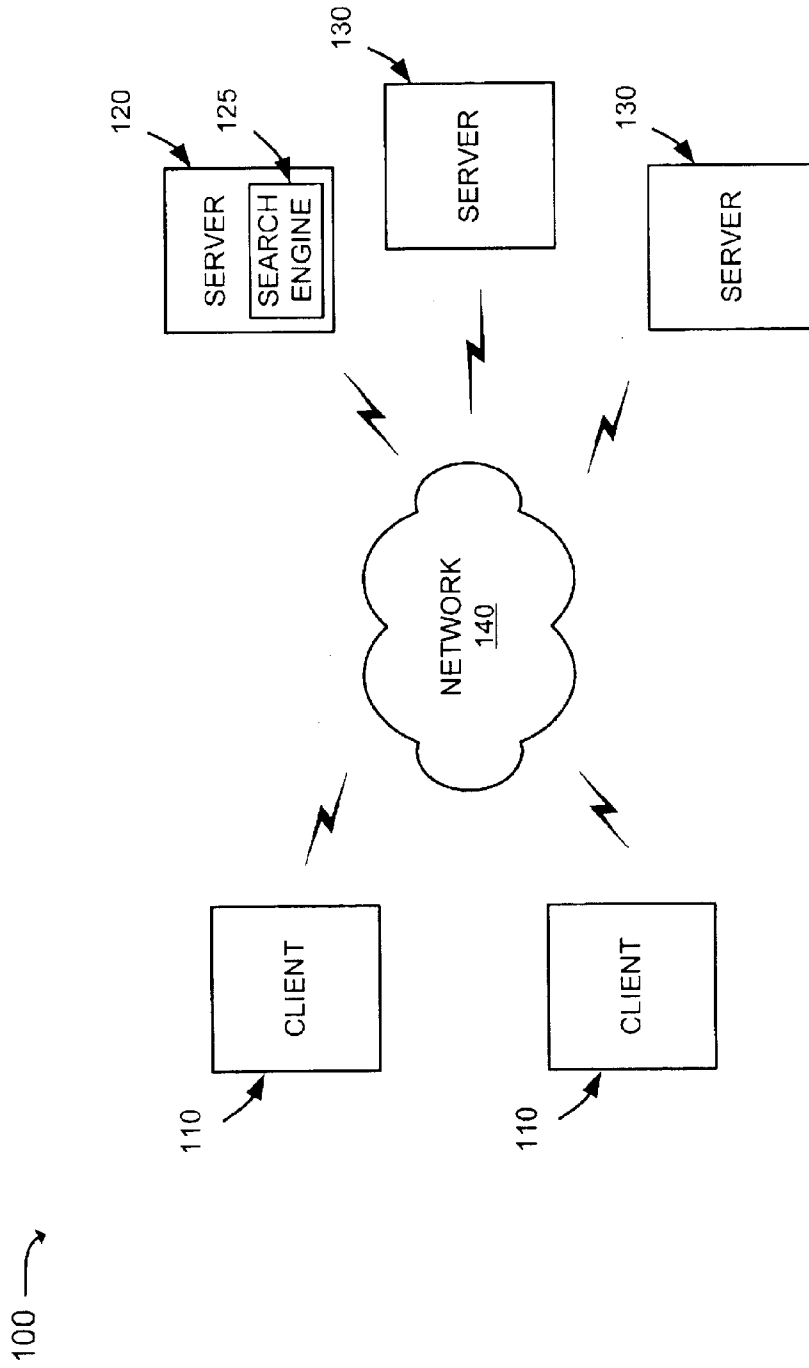 100
110
CLIENT
110
CLIENT
NETWORK
140
120
SERVER
125
SEARCH
ENGINE
130
SERVER
130
SERVER